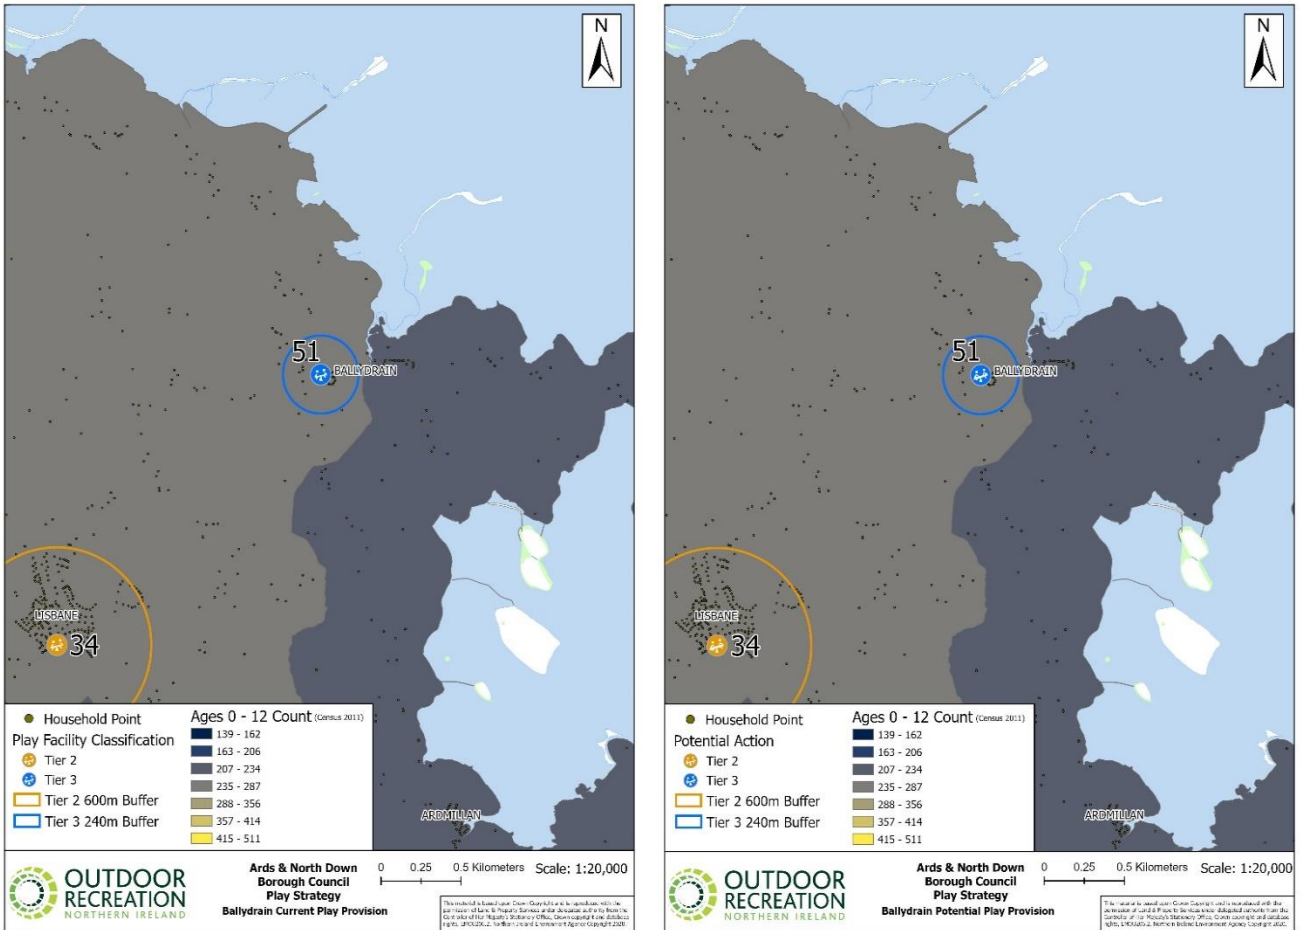 N
51
BALLYDRAIN
LISBANE
34
ARDMILLAN
Household Point
Play Facility Classification
Tier 2
Tier 3
Tier 2 600m Buffer
Tier 3 240m Buffer
Ages 0 - 12 Count (Census 2011)
139 - 162
163 - 206
207 - 234
235 - 287
288 - 356
357 - 414
415 - 511
OUTDOOR
RECREATION
NORTHERN IRELAND
Ards & North Down
Borough Council
Play Strategy
Ballydrain Current Play Provision
0 0.25 0.5 Kilometers
Scale: 1:20,000
N
51
BALLYDRAIN
LISBANE
34
ARDMILLAN
Household Point
Potential Action
Tier 2
Tier 3
Tier 2 600m Buffer
Tier 3 240m Buffer
Ages 0 - 12 Count (Census 2011)
139 - 162
163 - 206
207 - 234
235 - 287
288 - 356
357 - 414
415 - 511
OUTDOOR
RECREATION
NORTHERN IRELAND
Ards & North Down
Borough Council
Play Strategy
Ballydrain Potential Play Provision
0 0.25 0.5 Kilometers
Scale: 1:20,000